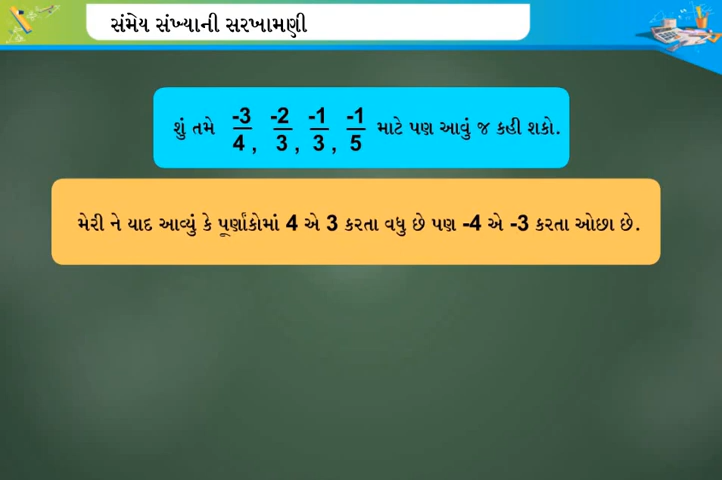 સંમેય સંખ્યાની સરખામણી
શું તમે -3/4, -2/3, -1/3, -1/5 માટે પણ આવું જ કહી શકો.
મેરી ને યાદ આવ્યું કે પૂર્ણાંકોમાં 4 એ 3 કરતા વધુ છે પણ -4 એ -3 કરતા ઓછા છે.